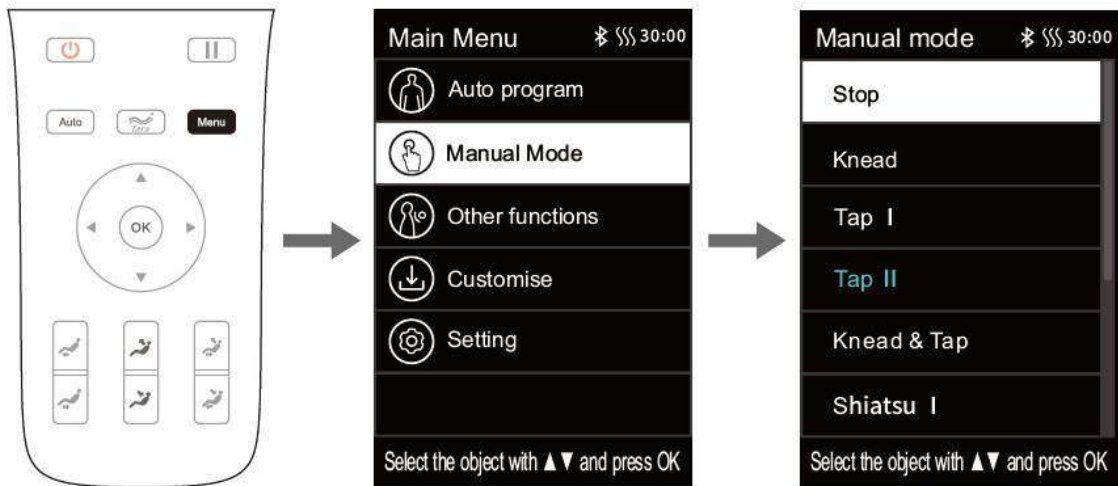 Auto
Zero
Menu
OK
Main Menu 30:00
Auto program
Manual Mode
Other functions
Customise
Setting
Select the object with ▲▼ and press OK
Manual mode 30:00
Stop
Knead
Tap I
Tap II
Knead & Tap
Shiatsu I
Select the object with ▲▼ and press OK